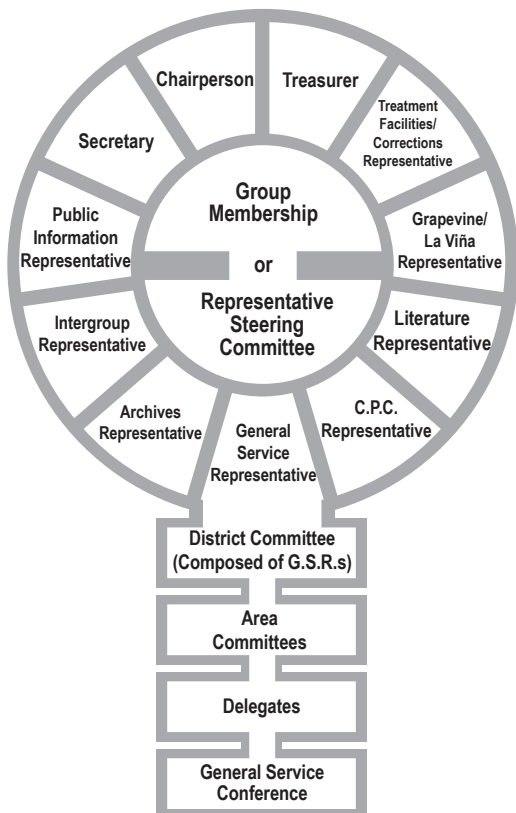 Chairperson
Treasurer
Treatment
Facilities/
Corrections
Representative
Secretary
Group
Membership
Public
Information
Representative
Grapevine/
La Viña
Representative
or
Representative
Steering
Committee
Intergroup
Representative
Literature
Representative
Archives
Representative
General
Service
Representative
C.P.C.
Representative
District Committee
(Composed of G.S.R.s)
Area
Committees
Delegates
General Service
Conference